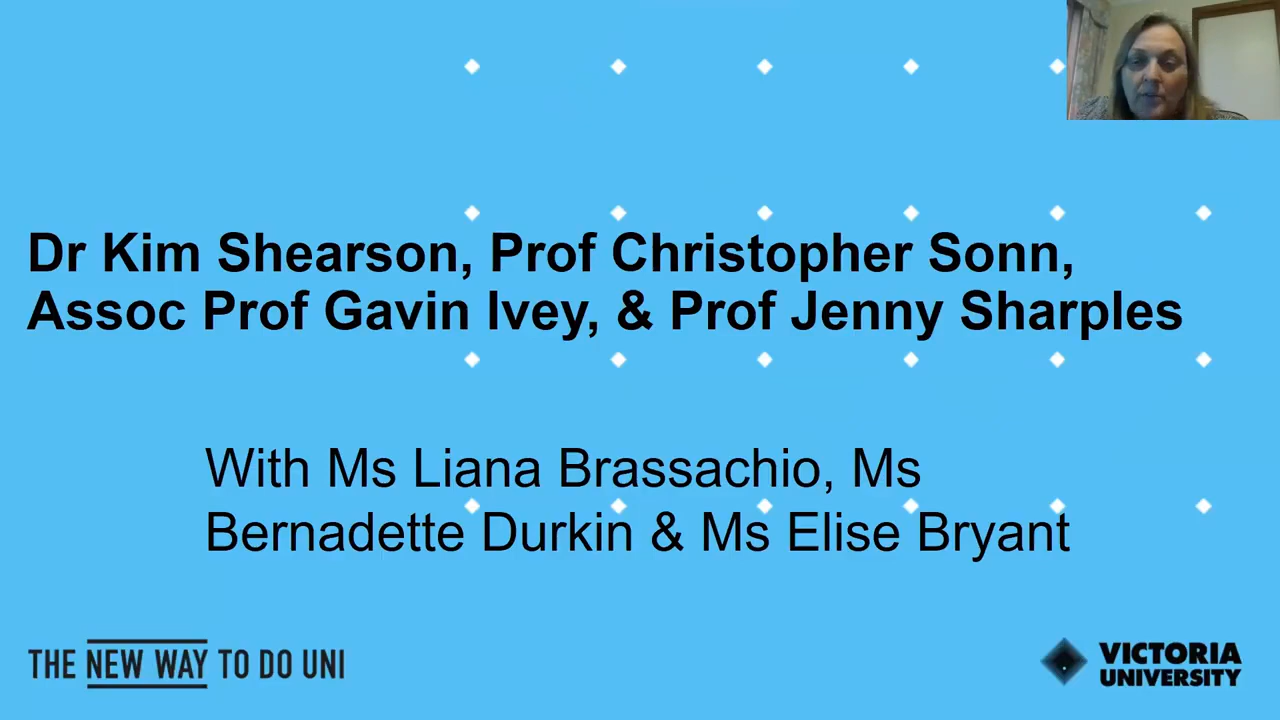 Dr Kim Shearson, Prof Christopher Sonn,
Assoc Prof Gavin Ivey, & Prof Jenny Sharples
With Ms Liana Brassachio, Ms
Bernadette Durkin & Ms Elise Bryant
THE NEW WAY TO DO UNI
VICTORIA
UNIVERSITY